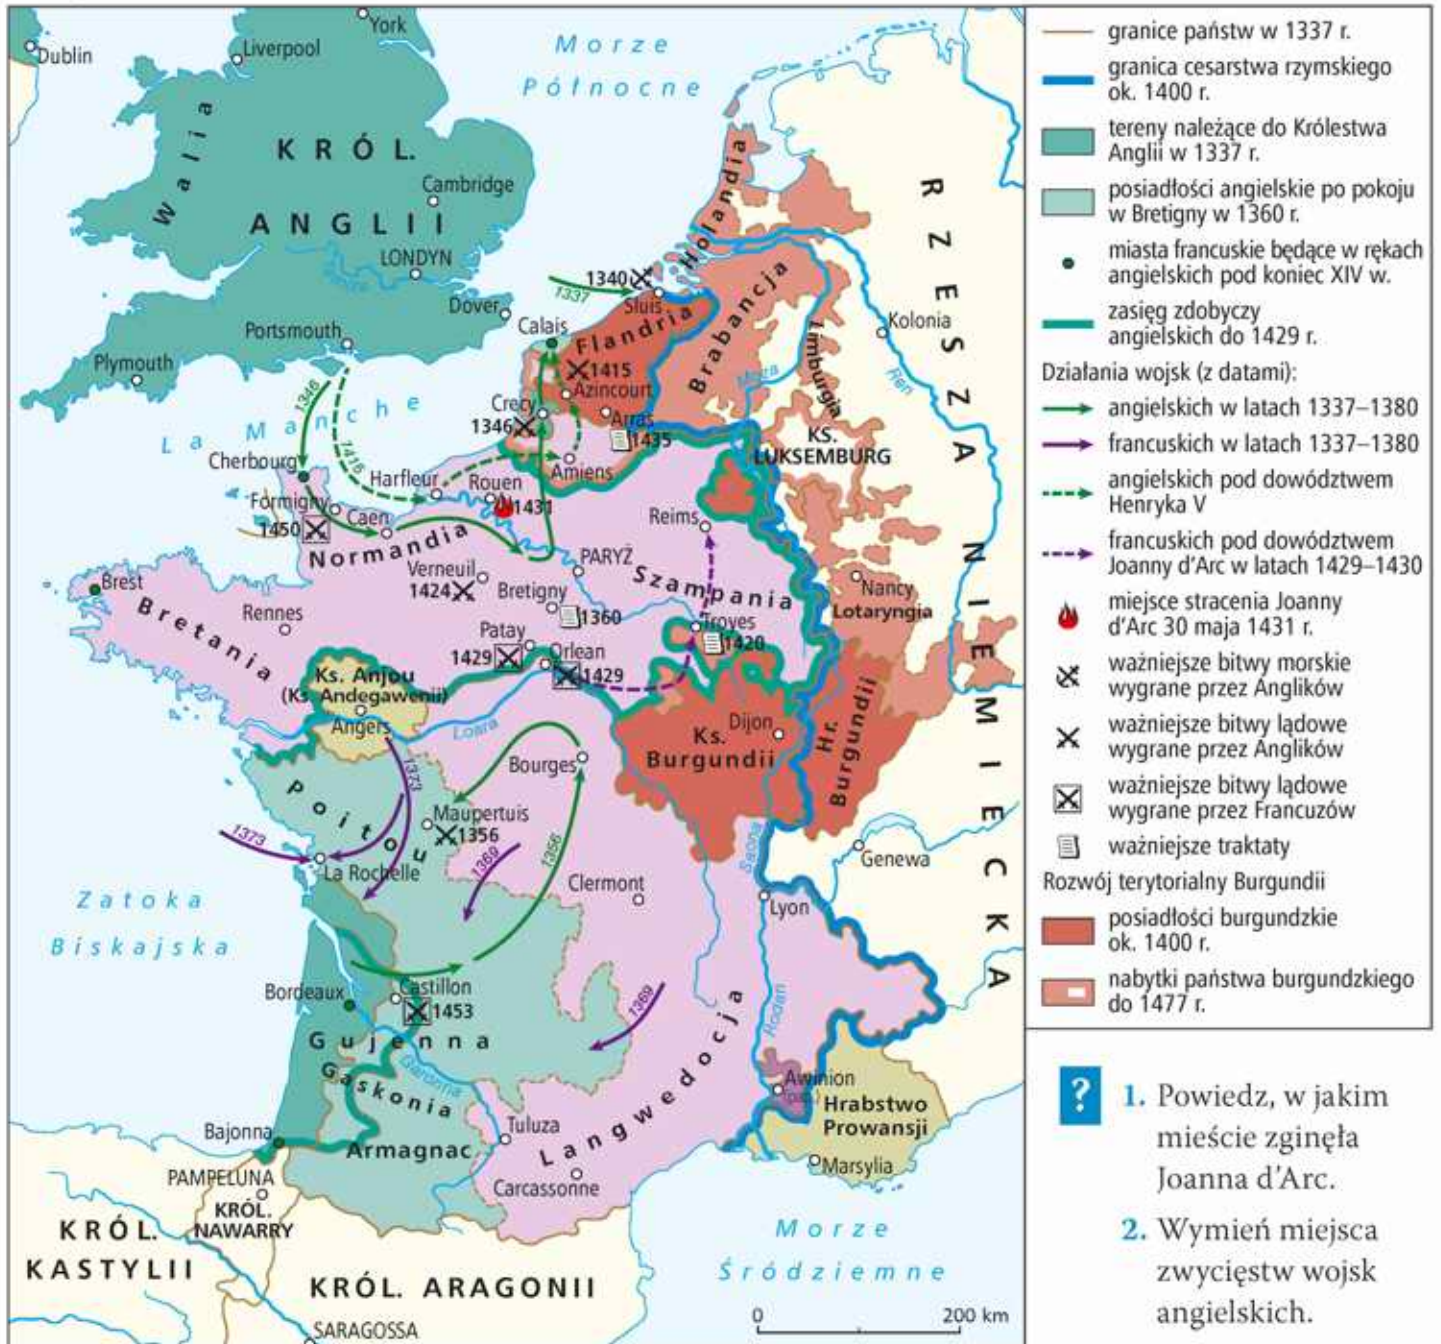 York
Dublin
Liverpool
Morze
Północne
Walia
KRÓL.
ANGLII
Cambridge
LONDYN
Dover
Portsmouth
Plymouth
1337
1340
Sluis
Holandia
Calais
Flandria
Brabancja
Limburgia
Kolonia
Ren
Moza
RZESZA NIEMIECKA
1415
Azincourt
Crecy
1346
Arras
1435
1346
1416
La Manche
KS.
LUKSEMBURG
Cherbourg
Harfleur
Rouen
1431
Amiens
Formigny
1450
Caen
Normandia
Reims
PARYŻ
Szampania
Verneuil
1424
Bretigny
1360
Nancy
Lotaryngia
Brest
Bretania
Rennes
Troyes
1420
Patay
1429
Orlean
1429
Ks. Anjou
(Ks. Andegawenii)
Angers
Loara
Ks.
Burgundii
Dijon
Hr.
Burgundii
Bourges
1373
Poitou
Maupertuis
1356
1369
1356
1373
La Rochelle
Clermont
Saona
Genewa
Lyon
Zatoka
Biskajska
Bordeaux
Castillon
1453
Gujenna
Garonna
Gaskonia
1369
Langwedocja
Rodan
Awinion
Hrabstwo
Prowansji
Marsylia
Bajonna
Armagnac
Tuluza
Carcassonne
PAMPELUNA
KRÓL.
NAWARRY
KRÓL.
KASTYLII
KRÓL. ARAGONII
SARAGOSSA
Morze
Śródziemne
0 200 km
granice państw w 1337 r.
granica cesarstwa rzymskiego
ok. 1400 r.
tereny należące do Królestwa
Anglii w 1337 r.
posiadłości angielskie po pokoju
w Bretigny w 1360 r.
miasta francuskie będące w rękach
angielskich pod koniec XIV w.
zasięg zdobyczy
angielskich do 1429 r.
Działania wojsk (z datami):
angielskich w latach 1337–1380
francuskich w latach 1337–1380
angielskich pod dowództwem
Henryka V
francuskich pod dowództwem
Joanny d'Arc w latach 1429–1430
miejsce stracenia Joanny
d'Arc 30 maja 1431 r.
ważniejsze bitwy morskie
wygrane przez Anglików
ważniejsze bitwy lądowe
wygrane przez Anglików
ważniejsze bitwy lądowe
wygrane przez Francuzów
ważniejsze traktaty
Rozwój terytorialny Burgundii
posiadłości burgundzkie
ok. 1400 r.
nabytki państwa burgundzkiego
do 1477 r.
?
1. Powiedz, w jakim
mieście zginęła
Joanna d'Arc.
2. Wymień miejsca
zwycięstw wojsk
angielskich.